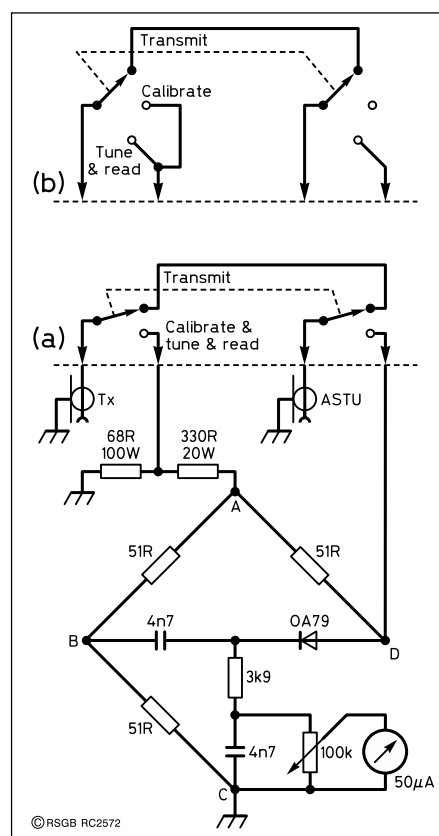 Transmit
Calibrate
Tune
& read
(b)
Transmit
(a)
Calibrate &
tune & read
Tx
ASTU
68R
100W
330R
20W
A
51R
51R
4n7
OA79
B
D
3k9
51R
4n7
100k
50µA
C
©RSGB RC2572